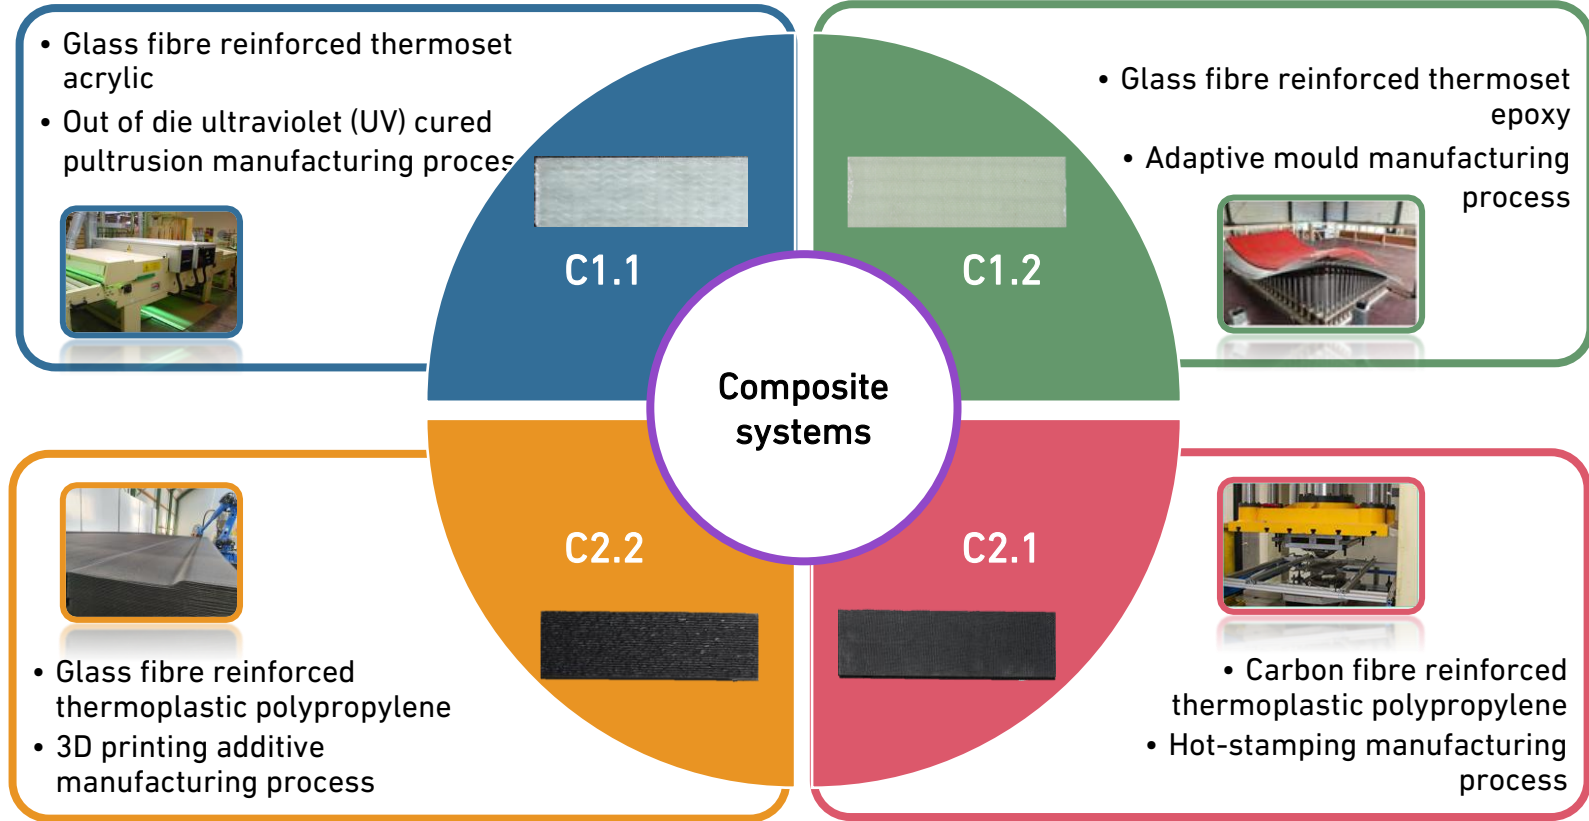 • Glass fibre reinforced thermoset
acrylic
• Out of die ultraviolet (UV) cured
pultrusion manufacturing proces
C1.1
• Glass fibre reinforced thermoset
epoxy
• Adaptive mould manufacturing
process
C1.2
Composite
systems
C2.2
• Glass fibre reinforced
thermoplastic polypropylene
• 3D printing additive
manufacturing process
C2.1
• Carbon fibre reinforced
thermoplastic polypropylene
• Hot-stamping manufacturing
process